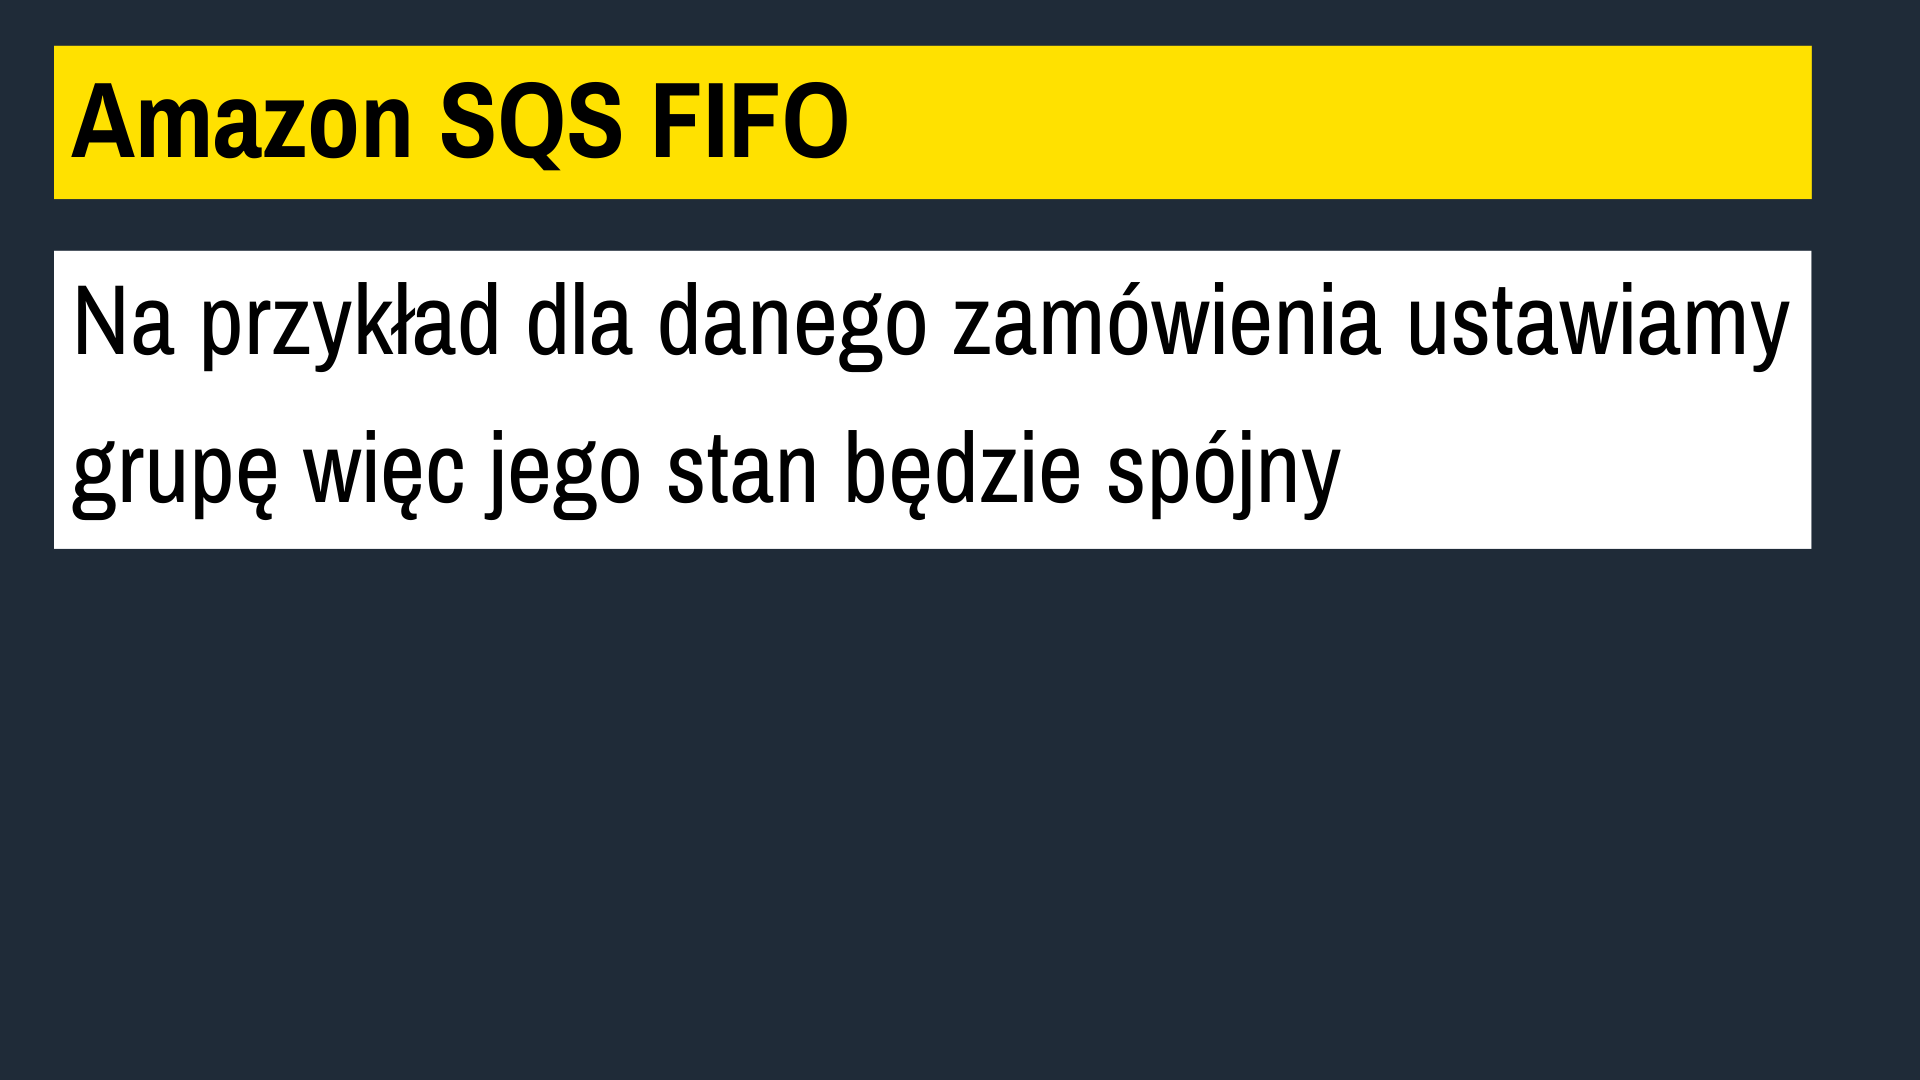 Amazon SQS FIFO
Na przykład dla danego zamówienia ustawiamy
grupę więc jego stan będzie spójny